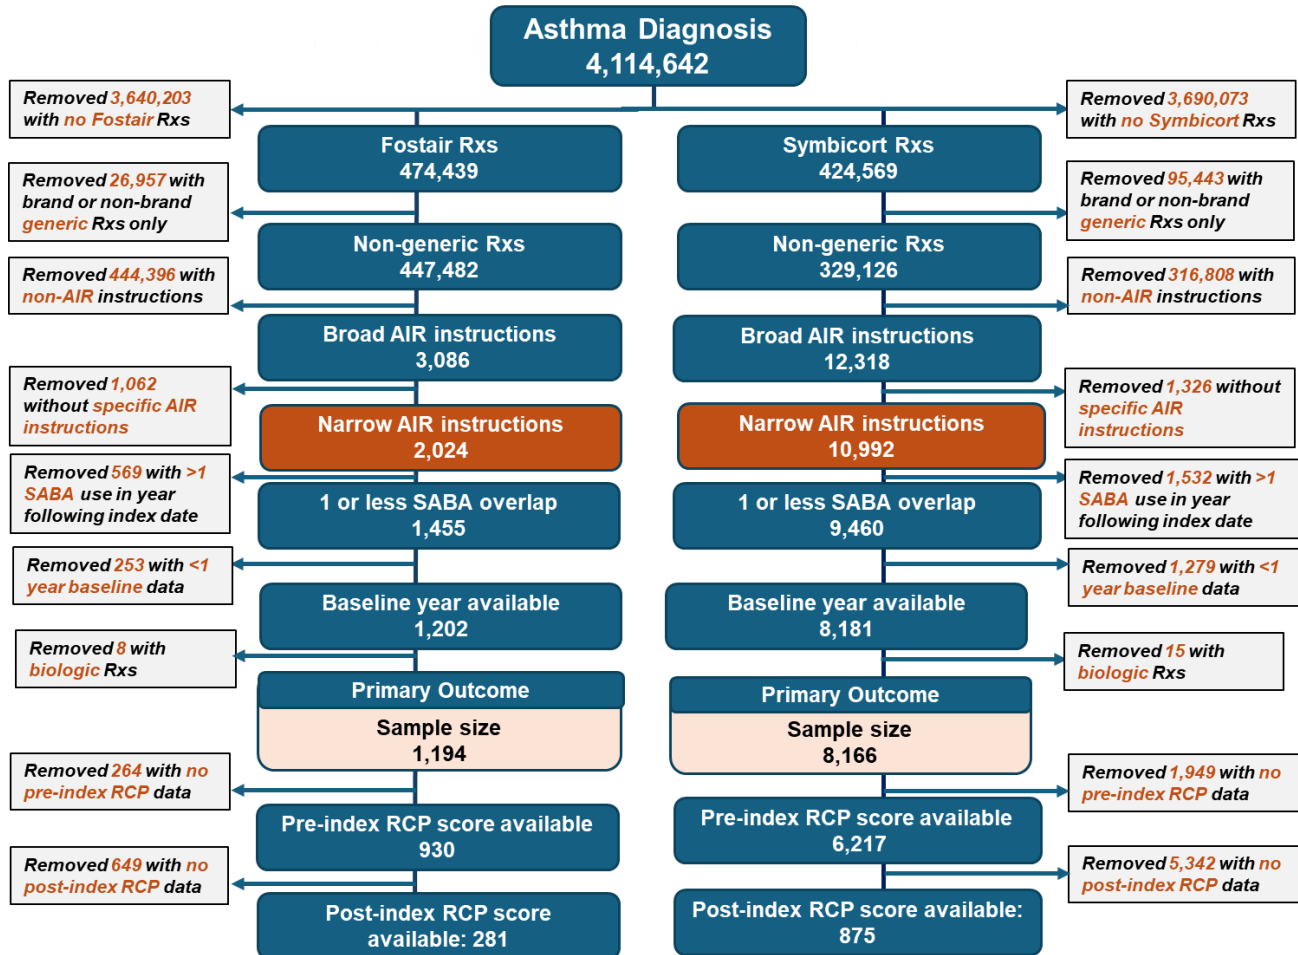 Asthma Diagnosis
4,114,642
Removed 3,640,203
with no Fostair Rxs
Removed 3,690,073
with no Symbicort Rxs
Fostair Rxs
474,439
Symbicort Rxs
424,569
Removed 26,957 with
brand or non-brand
generic Rxs only
Removed 95,443 with
brand or non-brand
generic Rxs only
Non-generic Rxs
447,482
Non-generic Rxs
329,126
Removed 444,396 with
non-AIR instructions
Removed 316,808 with
non-AIR instructions
Broad AIR instructions
3,086
Broad AIR instructions
12,318
Removed 1,062
without specific AIR
instructions
Removed 1,326 without
specific AIR
instructions
Narrow AIR instructions
2,024
Narrow AIR instructions
10,992
Removed 569 with >1
SABA use in year
following index date
Removed 1,532 with >1
SABA use in year
following index date
1 or less SABA overlap
1,455
1 or less SABA overlap
9,460
Removed 253 with <1
year baseline data
Removed 1,279 with <1
year baseline data
Baseline year available
1,202
Baseline year available
8,181
Removed 8 with
biologic Rxs
Removed 15 with
biologic Rxs
Primary Outcome
Sample size
1,194
Primary Outcome
Sample size
8,166
Removed 264 with no
pre-index RCP data
Removed 1,949 with no
pre-index RCP data
Pre-index RCP score available
930
Pre-index RCP score available
6,217
Removed 649 with no
post-index RCP data
Removed 5,342 with no
post-index RCP data
Post-index RCP score
available: 281
Post-index RCP score available:
875